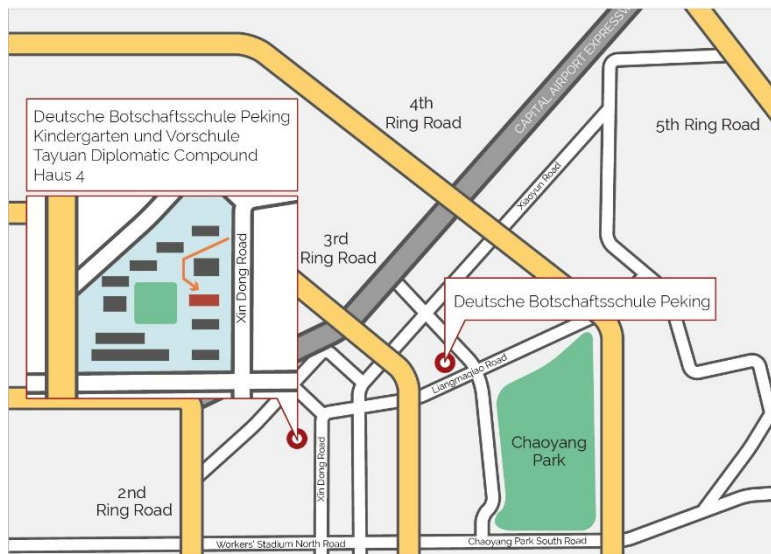 CAPITAL AIRPORT EXPRESSWAY
4th
Ring Road
5th Ring Road
Deutsche Botschaftsschule Peking
Kindergarten und Vorschule
Tayuan Diplomatic Compound
Haus 4
Xiaoyun Road
3rd
Ring Road
Xin Dong Road
Deutsche Botschaftsschule Peking
Liangmaqiao Road
Chaoyang
Park
Xin Dong Road
2nd
Ring Road
Workers' Stadium North Road
Chaoyang Park South Road